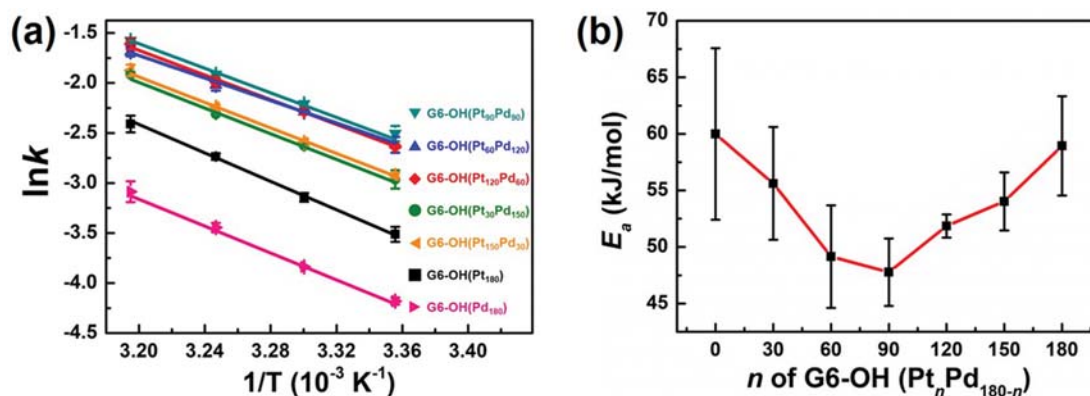 (a)
lnk
-1.5
-2.0
-2.5
-3.0
-3.5
-4.0
-4.5
G6-OH(Pt₉₀Pd₉₀)
G6-OH(Pt₆₀Pd₁₂₀)
G6-OH(Pt₁₂₀Pd₆₀)
G6-OH(Pt₃₀Pd₁₅₀)
G6-OH(Pt₁₅₀Pd₃₀)
G6-OH(Pt₁₈₀)
G6-OH(Pd₁₈₀)
3.20 3.24 3.28 3.32 3.36 3.40
1/T (10⁻³ K⁻¹)
(b)
Eₐ (kJ/mol)
70
65
60
55
50
45
0 30 60 90 120 150 180
n of G6-OH (PtₙPd₁₈₀₋ₙ)